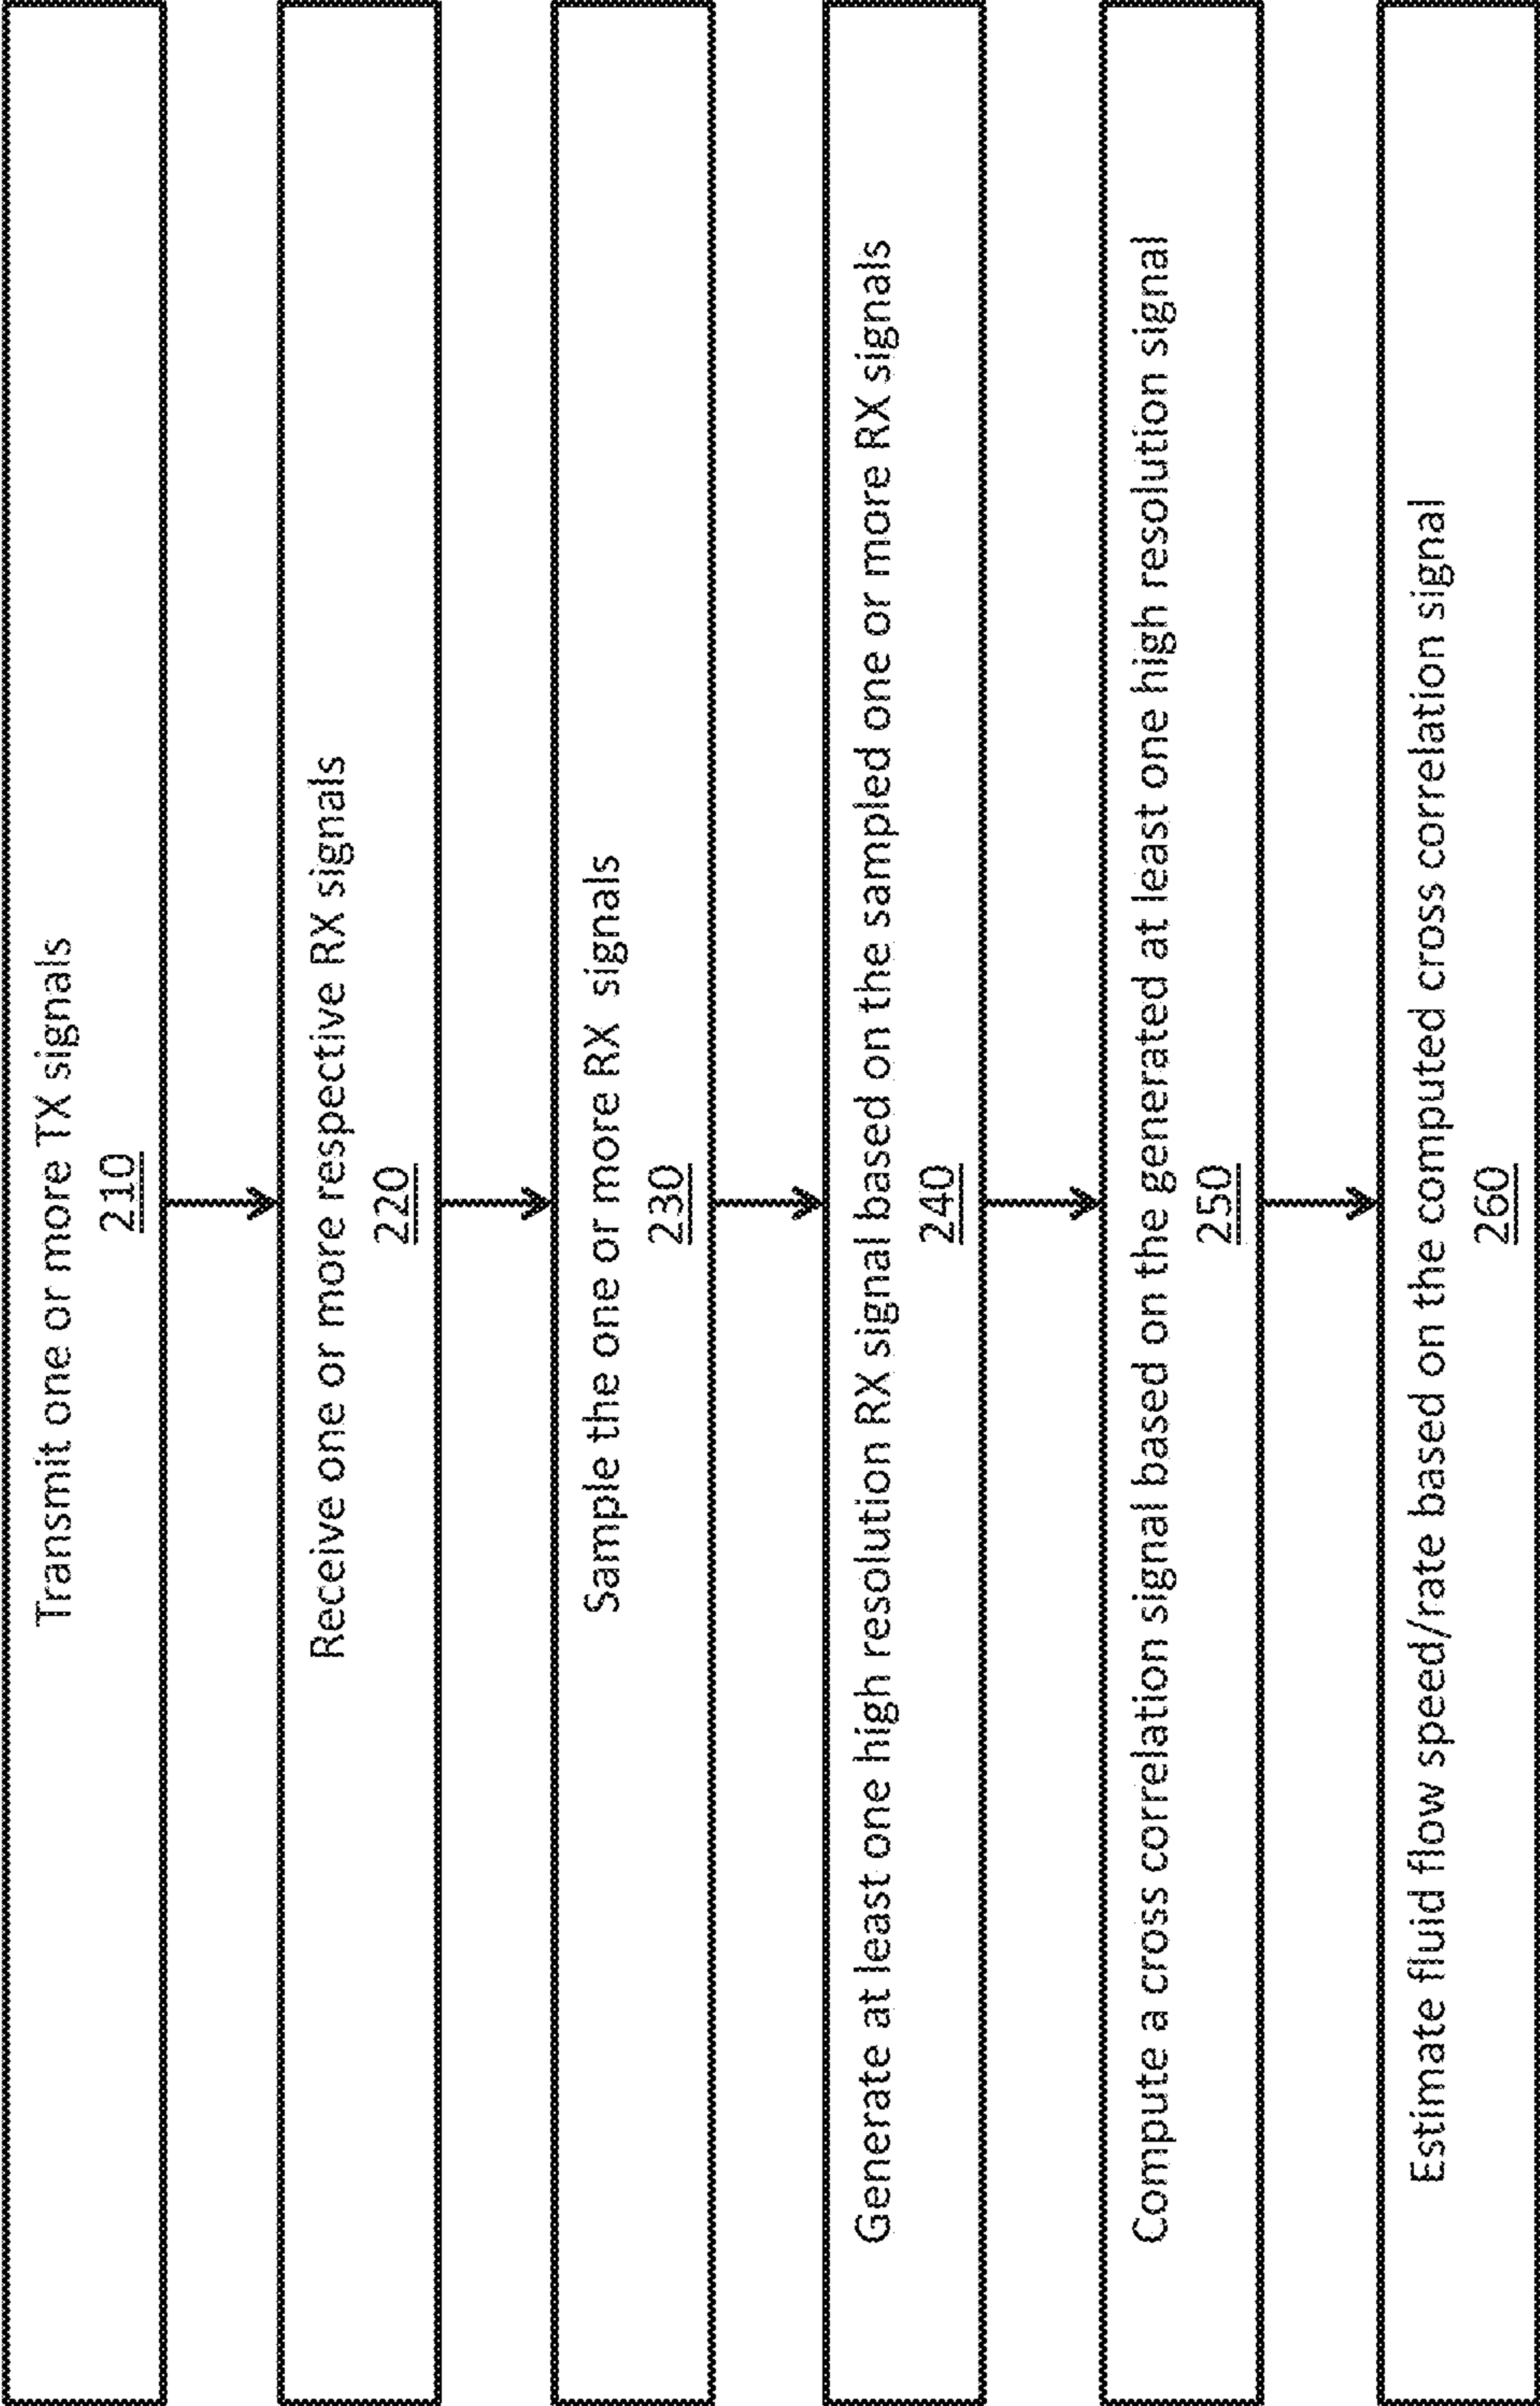 Transmit one or more TX signals
210
Receive one or more respective RX signals
220
Sample the one or more RX signals
230
Generate at least one high resolution RX signal based on the sampled one or more RX signals
240
Compute a cross correlation signal based on the generated at least one high resolution signal
250
Estimate fluid flow speed/rate based on the computed cross correlation signal
260